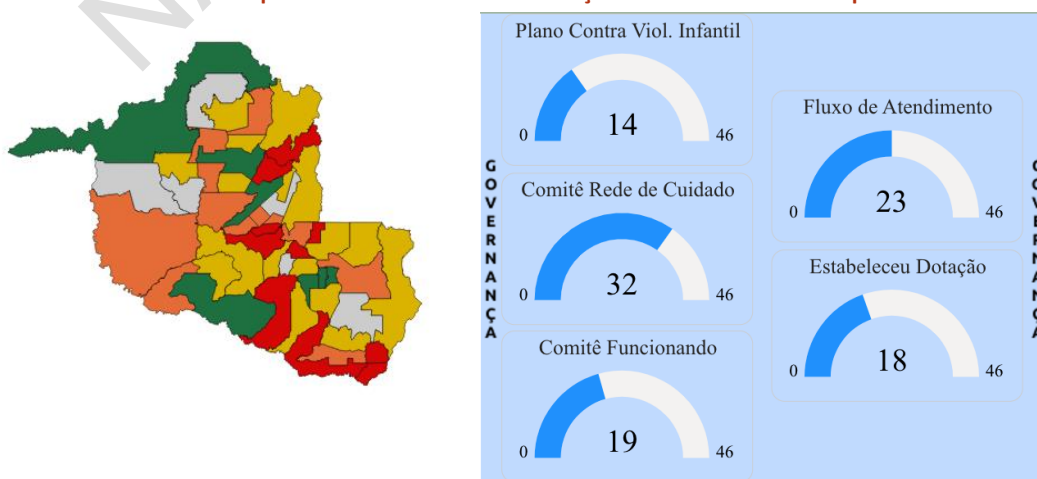 Plano Contra Viol. Infantil
14
0
46
Comitê Rede de Cuidado
32
0
46
Comitê Funcionando
19
0
46
Fluxo de Atendimento
23
0
46
Estabeleceu Dotação
18
0
46
GOVERNANÇA